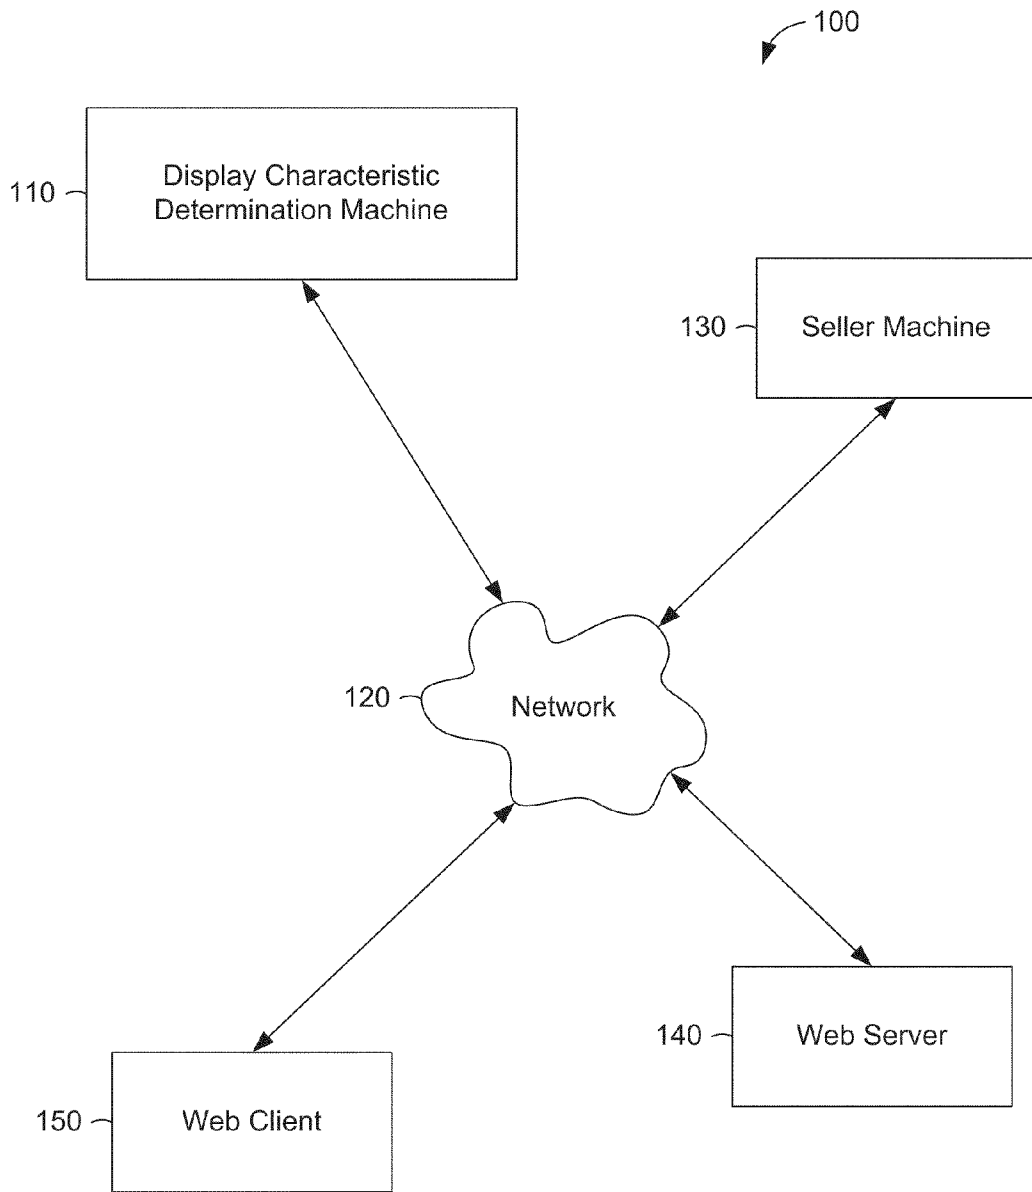 100
110
Display Characteristic
Determination Machine
130
Seller Machine
120
Network
140
Web Server
150
Web Client